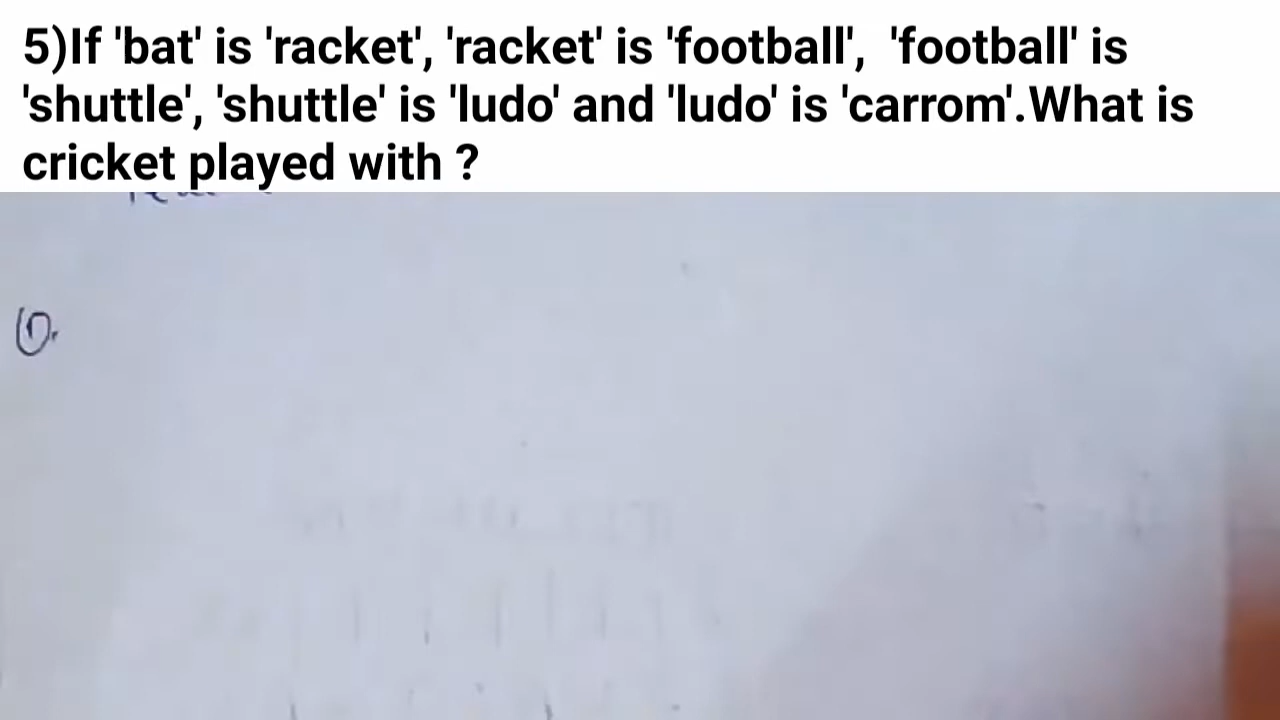 5)If 'bat' is 'racket', 'racket' is 'football', 'football' is
'shuttle', 'shuttle' is 'ludo' and 'ludo' is 'carrom'.What is
cricket played with ?
①.